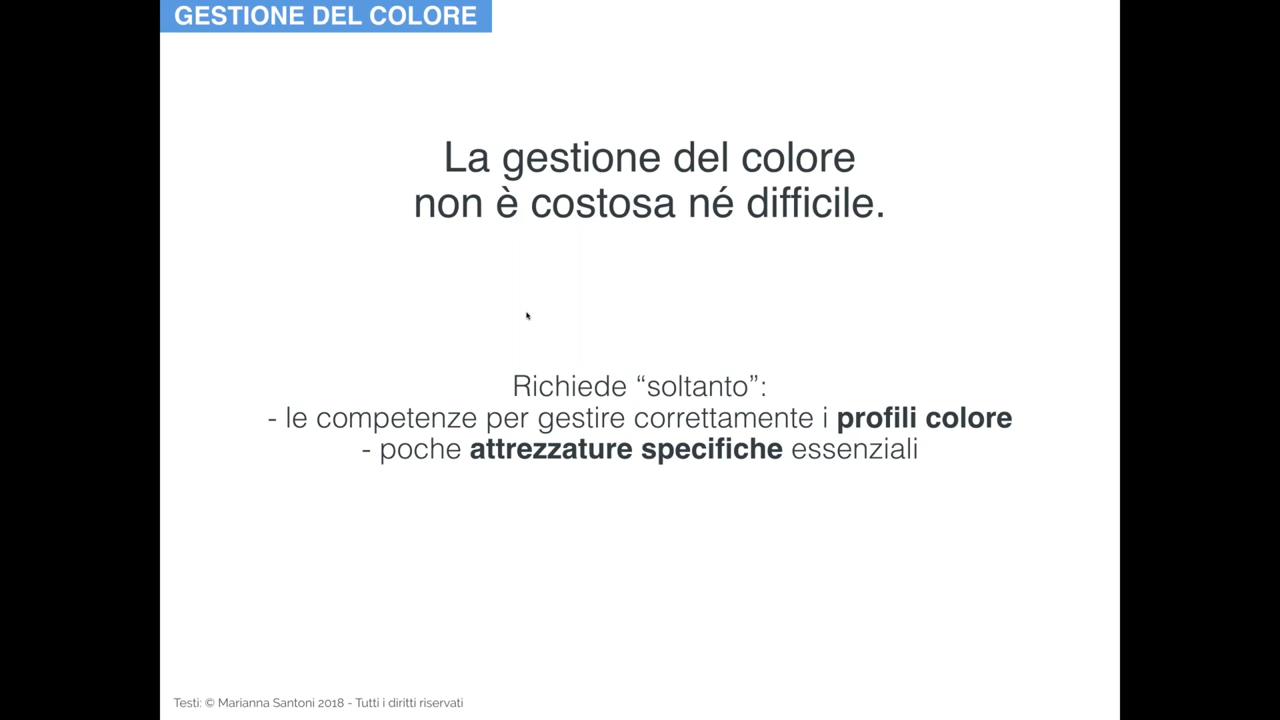 GESTIONE DEL COLORE
La gestione del colore
non è costosa né difficile.
Richiede “soltanto”:
- le competenze per gestire correttamente i profili colore
- poche attrezzature specifiche essenziali
Testi: © Marianna Santoni 2018 - Tutti i diritti riservati